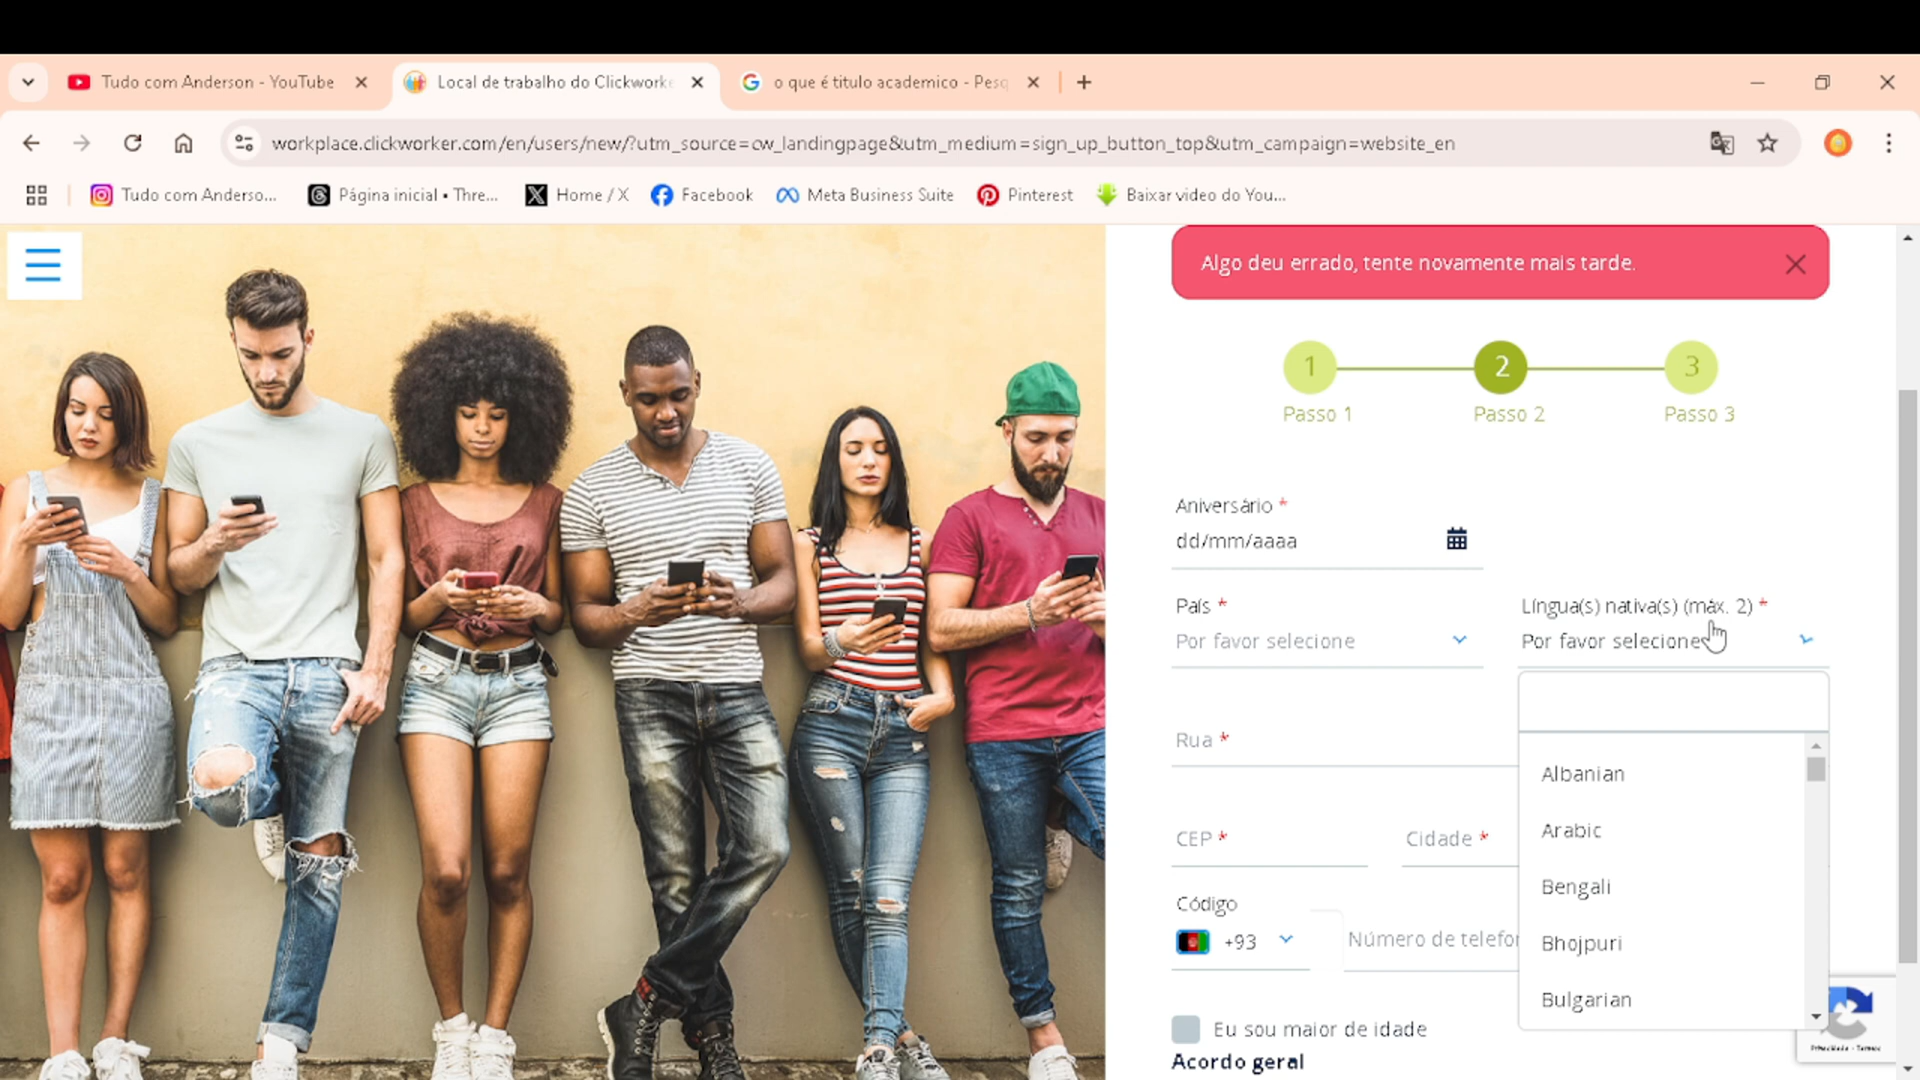 Tudo com Anderson - YouTube
Local de trabalho do Clickworke
o que é titulo academico - Pesq
workplace.clickworker.com/en/users/new/?utm_source=cw_landingpage&utm_medium=sign_up_button_top&utm_campaign=website_en
Tudo com Anderso...
Página inicial • Thre...
Home / X
Facebook
Meta Business Suite
Pinterest
Baixar video do You...
Algo deu errado, tente novamente mais tarde.
1
2
3
Passo 1
Passo 2
Passo 3
Aniversário *
dd/mm/aaaa
País *
Língua(s) nativa(s) (máx. 2) *
Por favor selecione
Por favor selecione
Rua *
Albanian
Arabic
CEP *
Cidade *
Bengali
Código
+93
Número de telefor
Bhojpuri
Bulgarian
Eu sou maior de idade
Privacidade - Termos
Acordo geral